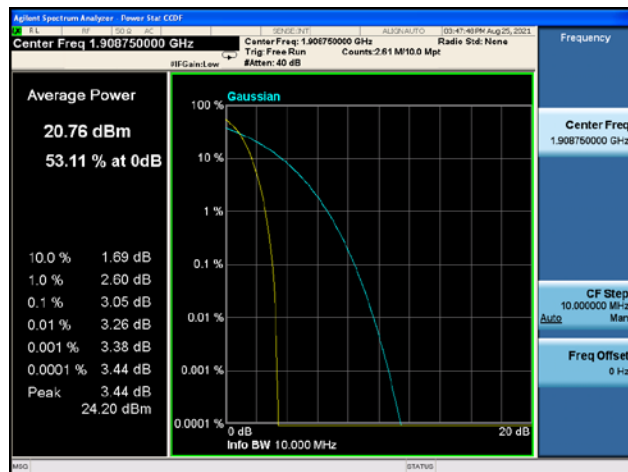 Agilent Spectrum Analyzer - Power Stat CCDF
RL RF 50 Ω AC SENSE:INT ALIGNAUTO 03:47:48 PM Aug 25, 2021
Center Freq 1.908750000 GHz
Center Freq: 1.908750000 GHz Radio Std: None
Trig: Free Run Counts:2.61 M/10.0 Mpt
#IFGain:Low #Atten: 40 dB
Frequency
Average Power
20.76 dBm
53.11 % at 0dB
10.0 % 1.69 dB
1.0 % 2.60 dB
0.1 % 3.05 dB
0.01 % 3.26 dB
0.001 % 3.38 dB
0.0001 % 3.44 dB
Peak 3.44 dB
24.20 dBm
Gaussian
100 %
10 %
1 %
0.1 %
0.01 %
0.001 %
0.0001 %
0 dB 20 dB
Info BW 10.000 MHz
Center Freq
1.908750000 GHz
CF Step
10.000000 MHz
Auto Man
Freq Offset
0 Hz
MSG STATUS